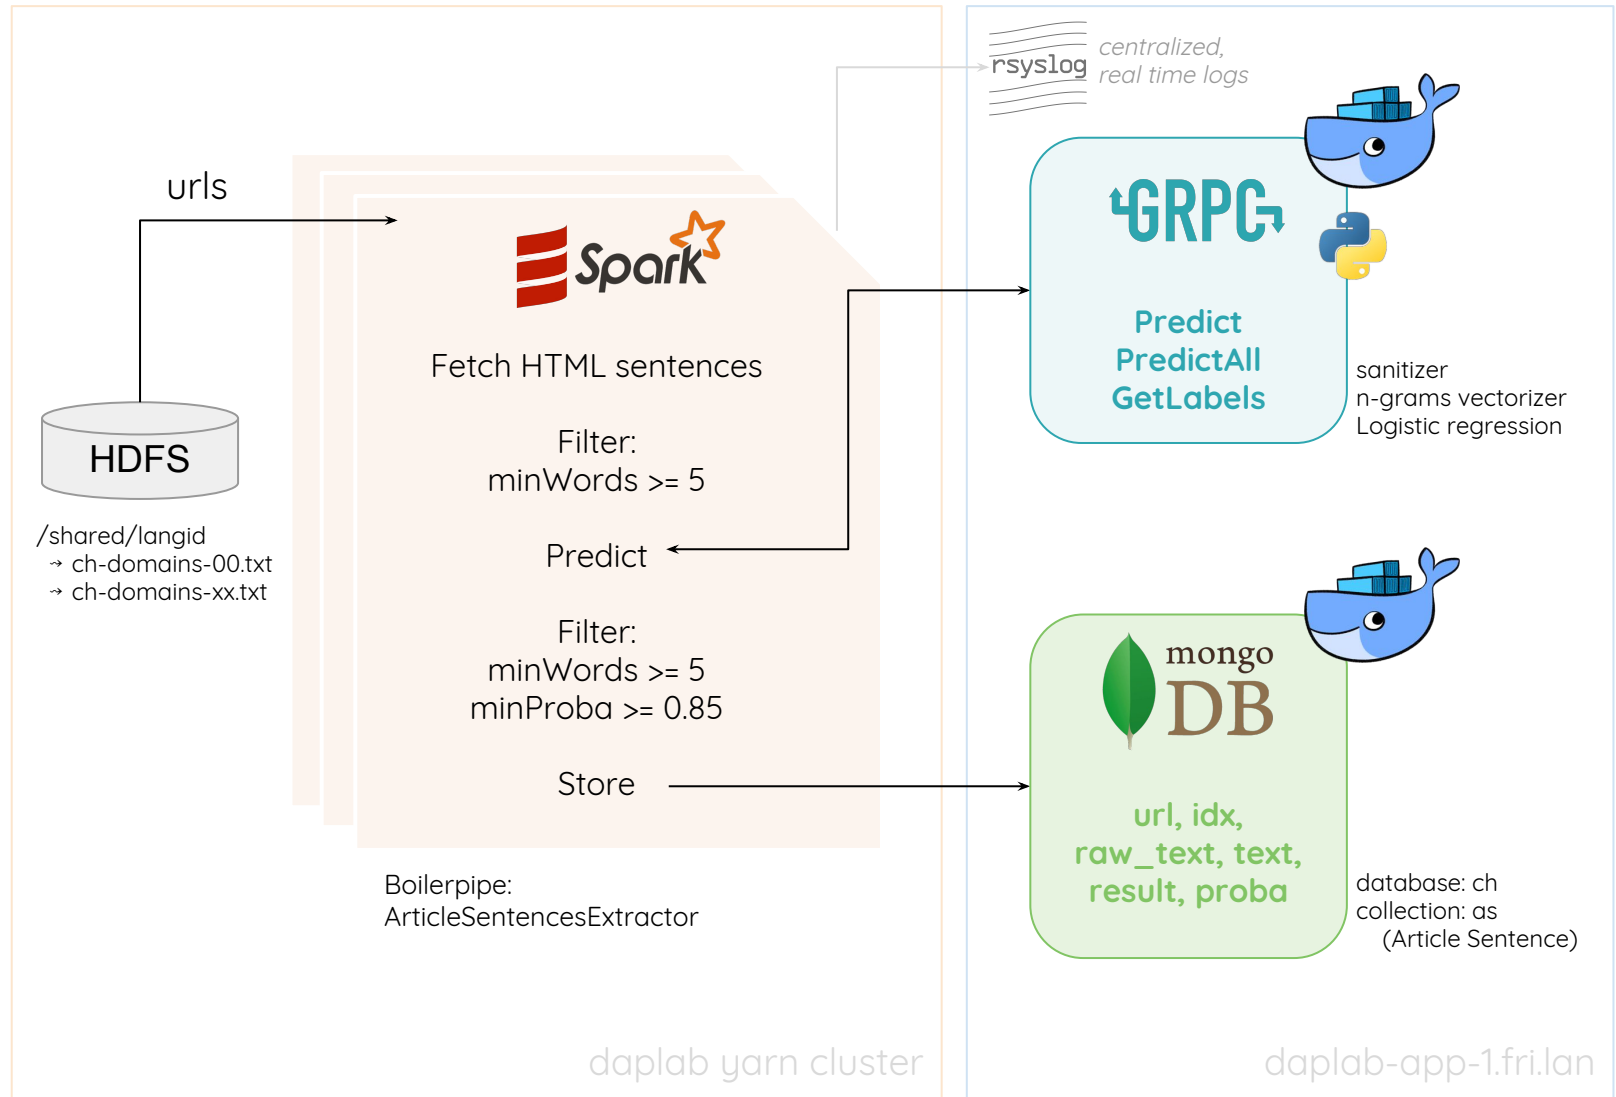 urls
HDFS
/shared/langid
→ ch-domains-00.txt
→ ch-domains-xx.txt
Spark
Fetch HTML sentences
Filter:
minWords >= 5
Predict
Filter:
minWords >= 5
minProba >= 0.85
Store
Boilerpipe:
ArticleSentencesExtractor
daplab yarn cluster
rsyslog
centralized,
real time logs
GRPC
Predict
PredictAll
GetLabels
sanitizer
n-grams vectorizer
Logistic regression
mongo
DB
url, idx,
raw_text, text,
result, proba
database: ch
collection: as
(Article Sentence)
daplab-app-1.fri.lan